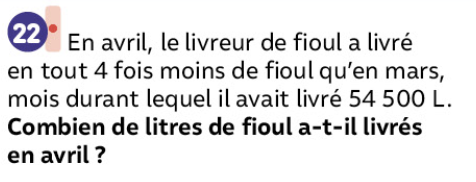 22 En avril, le livreur de fioul a livré
en tout 4 fois moins de fioul qu'en mars,
mois durant lequel il avait livré 54 500 L.
Combien de litres de fioul a-t-il livrés
en avril ?